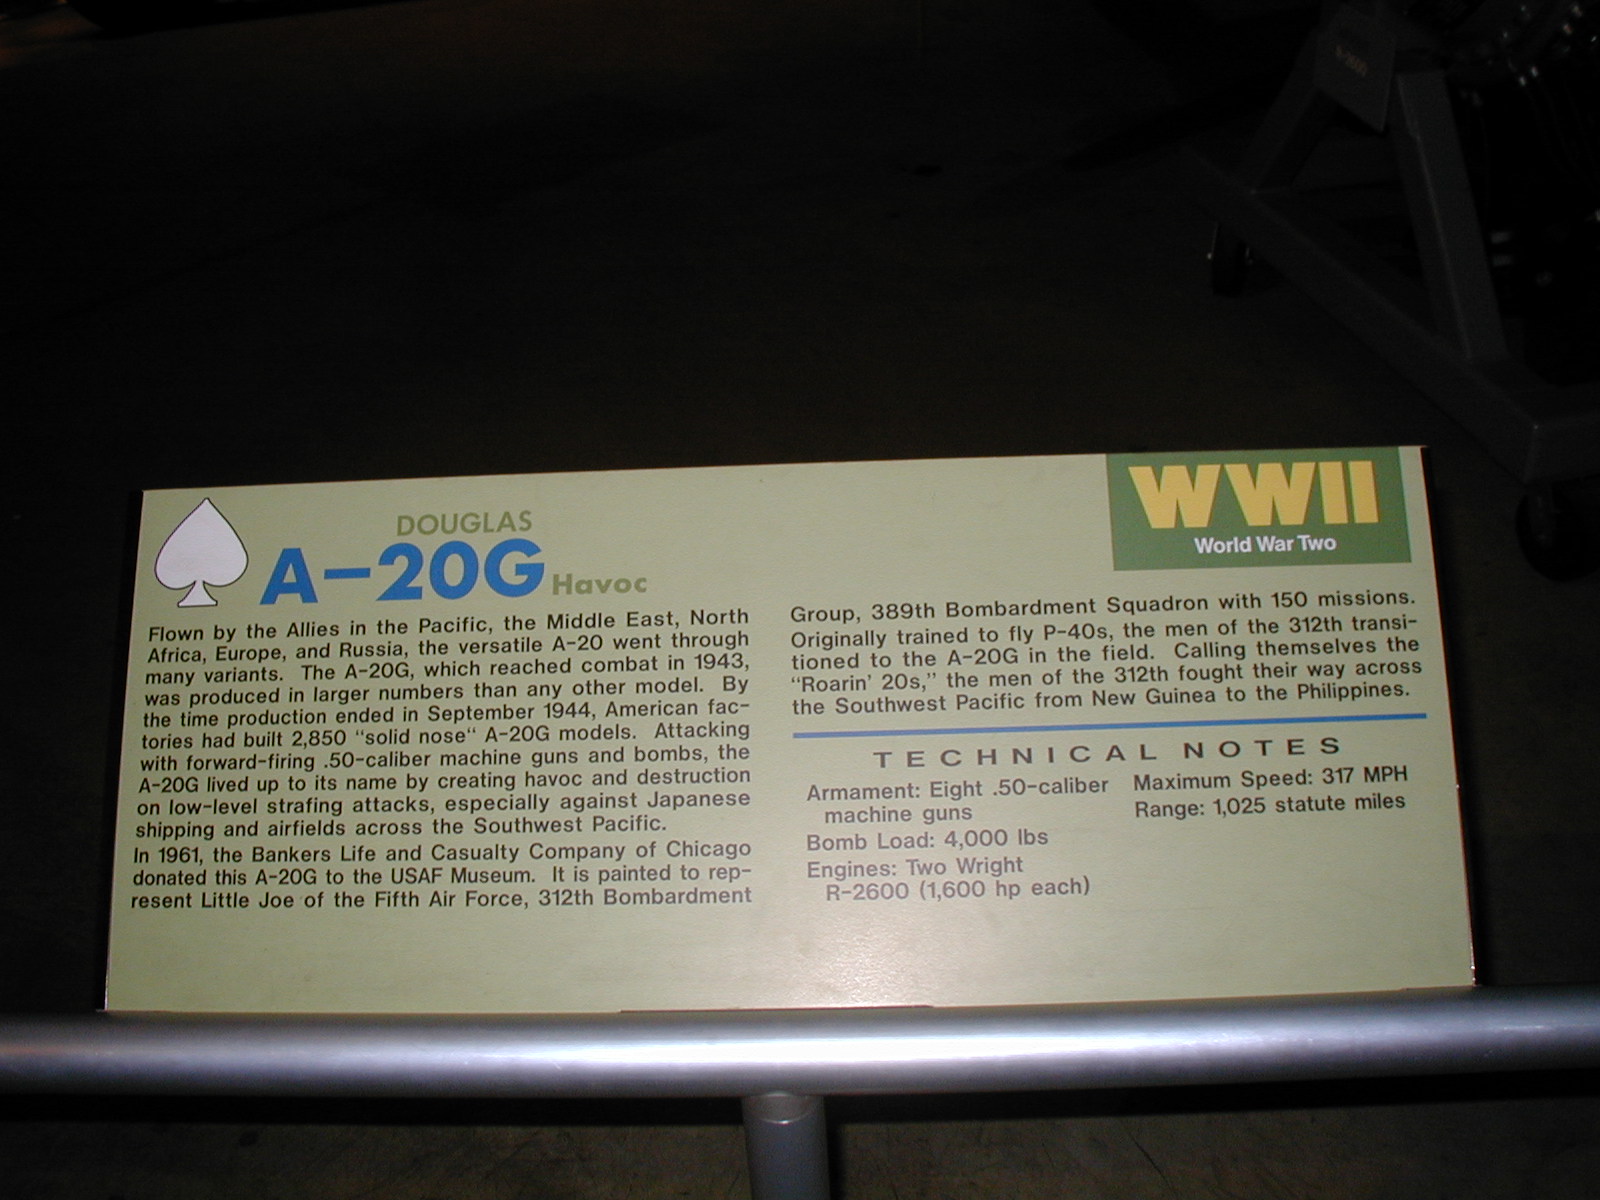 DOUGLAS
A-20G Havoc
Flown by the Allies in the Pacific, the Middle East, North
Africa, Europe, and Russia, the versatile A-20 went through
many variants. The A-20G, which reached combat in 1943,
was produced in larger numbers than any other model. By
the time production ended in September 1944, American fac-
tories had built 2,850 "solid nose" A-20G models. Attacking
with forward-firing .50-caliber machine guns and bombs, the
A-20G lived up to its name by creating havoc and destruction
on low-level strafing attacks, especially against Japanese
shipping and airfields across the Southwest Pacific.
In 1961, the Bankers Life and Casualty Company of Chicago
donated this A-20G to the USAF Museum. It is painted to rep-
resent Little Joe of the Fifth Air Force, 312th Bombardment
WWII
World War Two
Group, 389th Bombardment Squadron with 150 missions.
Originally trained to fly P-40s, the men of the 312th transi-
tioned to the A-20G in the field. Calling themselves the
"Roarin' 20s," the men of the 312th fought their way across
the Southwest Pacific from New Guinea to the Philippines.
TECHNICAL NOTES
Armament: Eight .50-caliber
machine guns
Bomb Load: 4,000 lbs
Engines: Two Wright
R-2600 (1,600 hp each)
Maximum Speed: 317 MPH
Range: 1,025 statute miles